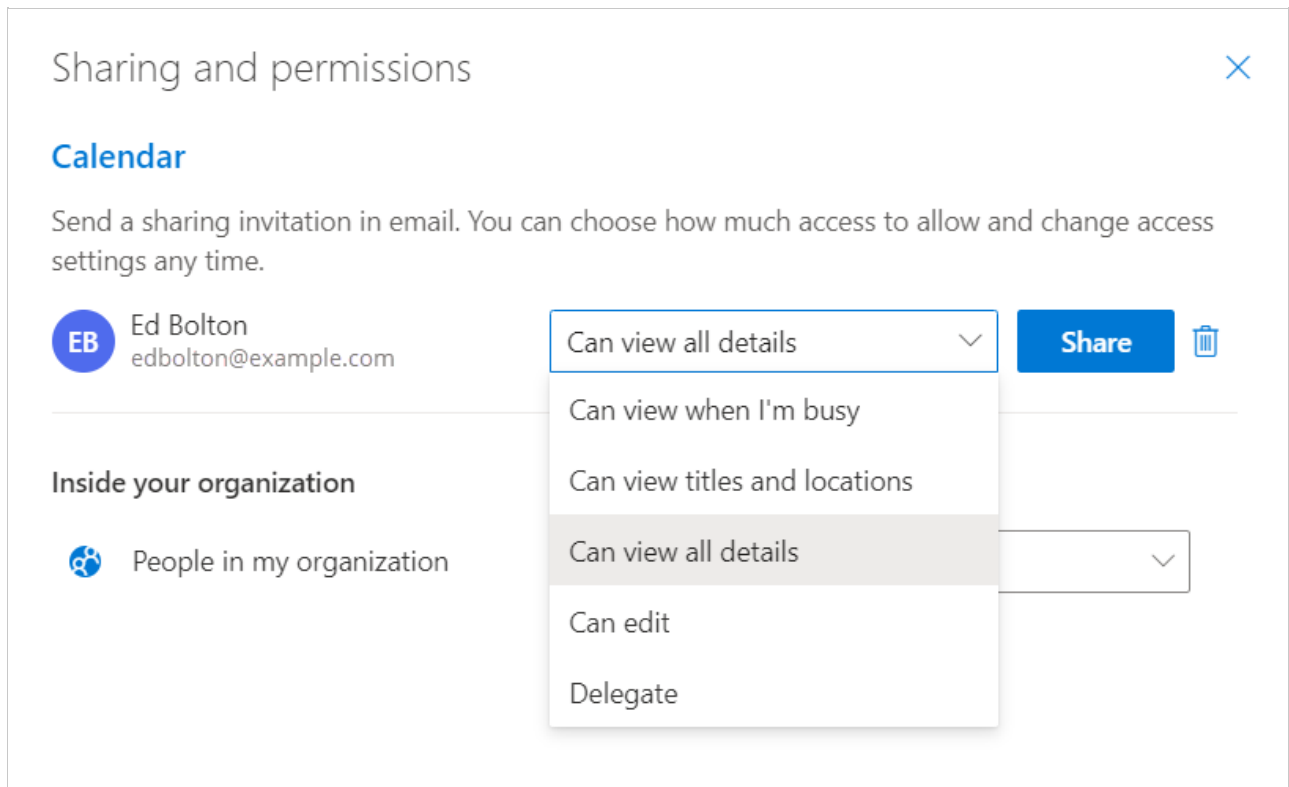 Sharing and permissions
Calendar
Send a sharing invitation in email. You can choose how much access to allow and change access
settings any time.
EB
Ed Bolton
edbolton@example.com
Can view all details
Share
Can view when I'm busy
Can view titles and locations
Can view all details
Can edit
Delegate
Inside your organization
People in my organization